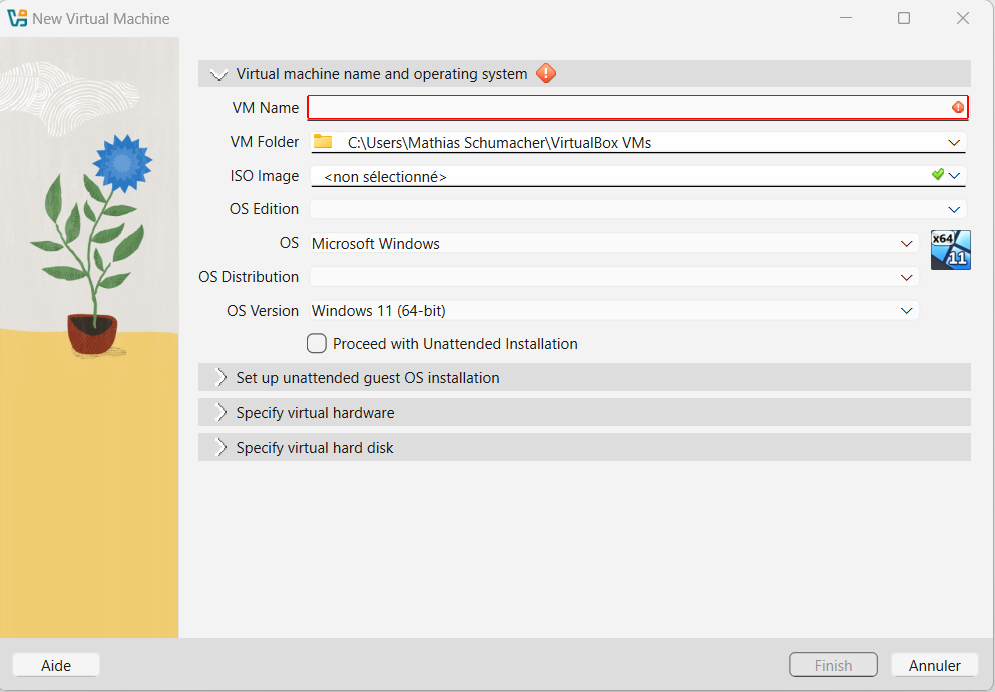 New Virtual Machine
Virtual machine name and operating system
VM Name
VM Folder C:\Users\Mathias Schumacher\VirtualBox VMs
ISO Image <non sélectionné>
OS Edition
OS Microsoft Windows
x64
11
OS Distribution
OS Version Windows 11 (64-bit)
Proceed with Unattended Installation
Set up unattended guest OS installation
Specify virtual hardware
Specify virtual hard disk
Aide Finish Annuler